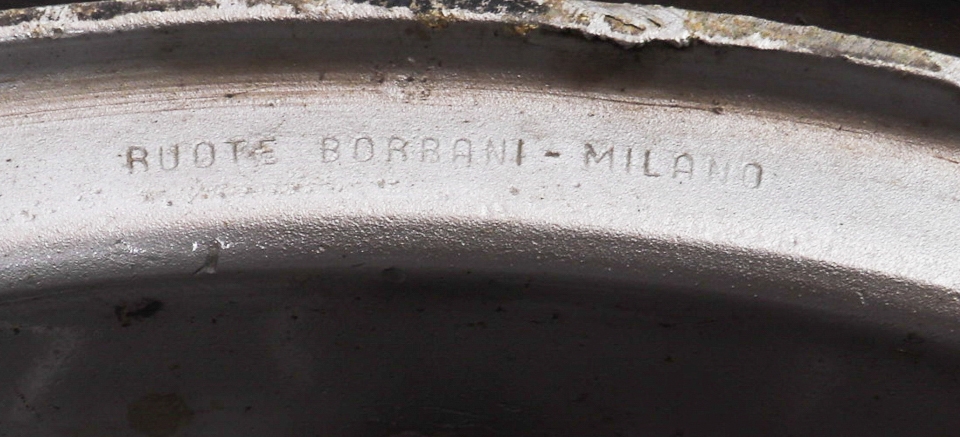 RUOTE BORRANI - MILANO